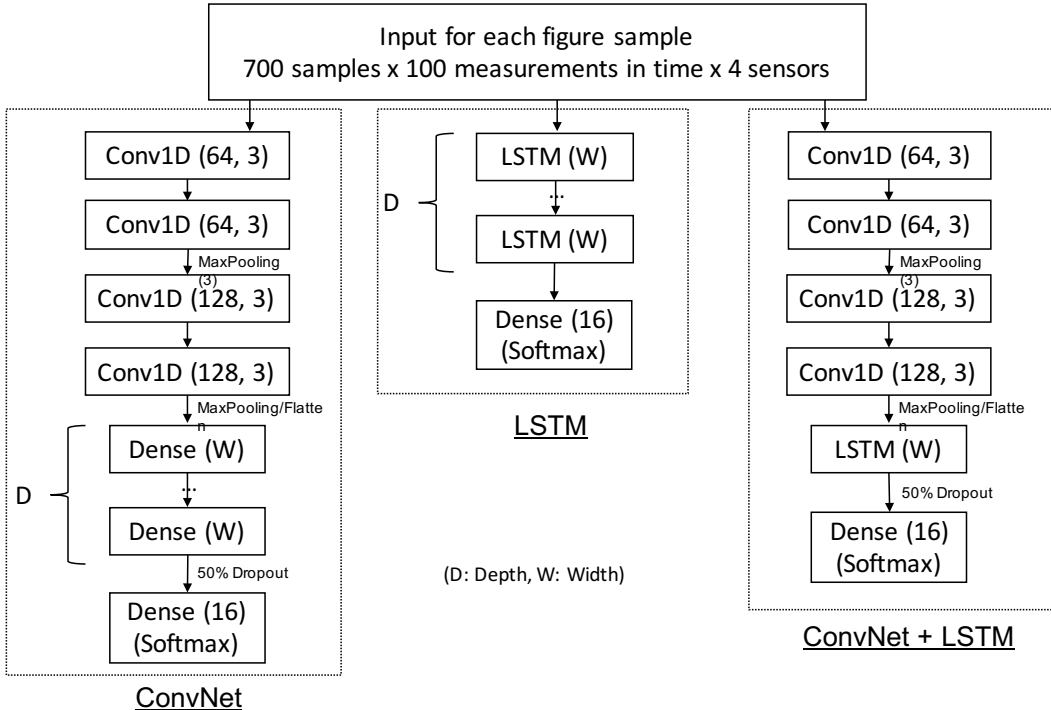 Input for each figure sample
700 samples x 100 measurements in time x 4 sensors
Conv1D (64, 3)
Conv1D (64, 3)
MaxPooling
(3)
Conv1D (128, 3)
Conv1D (128, 3)
MaxPooling/Flatte
n
D
Dense (W)
...
Dense (W)
50% Dropout
Dense (16)
(Softmax)
ConvNet
D
LSTM (W)
...
LSTM (W)
Dense (16)
(Softmax)
LSTM
(D: Depth, W: Width)
Conv1D (64, 3)
Conv1D (64, 3)
MaxPooling
(3)
Conv1D (128, 3)
Conv1D (128, 3)
MaxPooling/Flatte
n
LSTM (W)
50% Dropout
Dense (16)
(Softmax)
ConvNet + LSTM